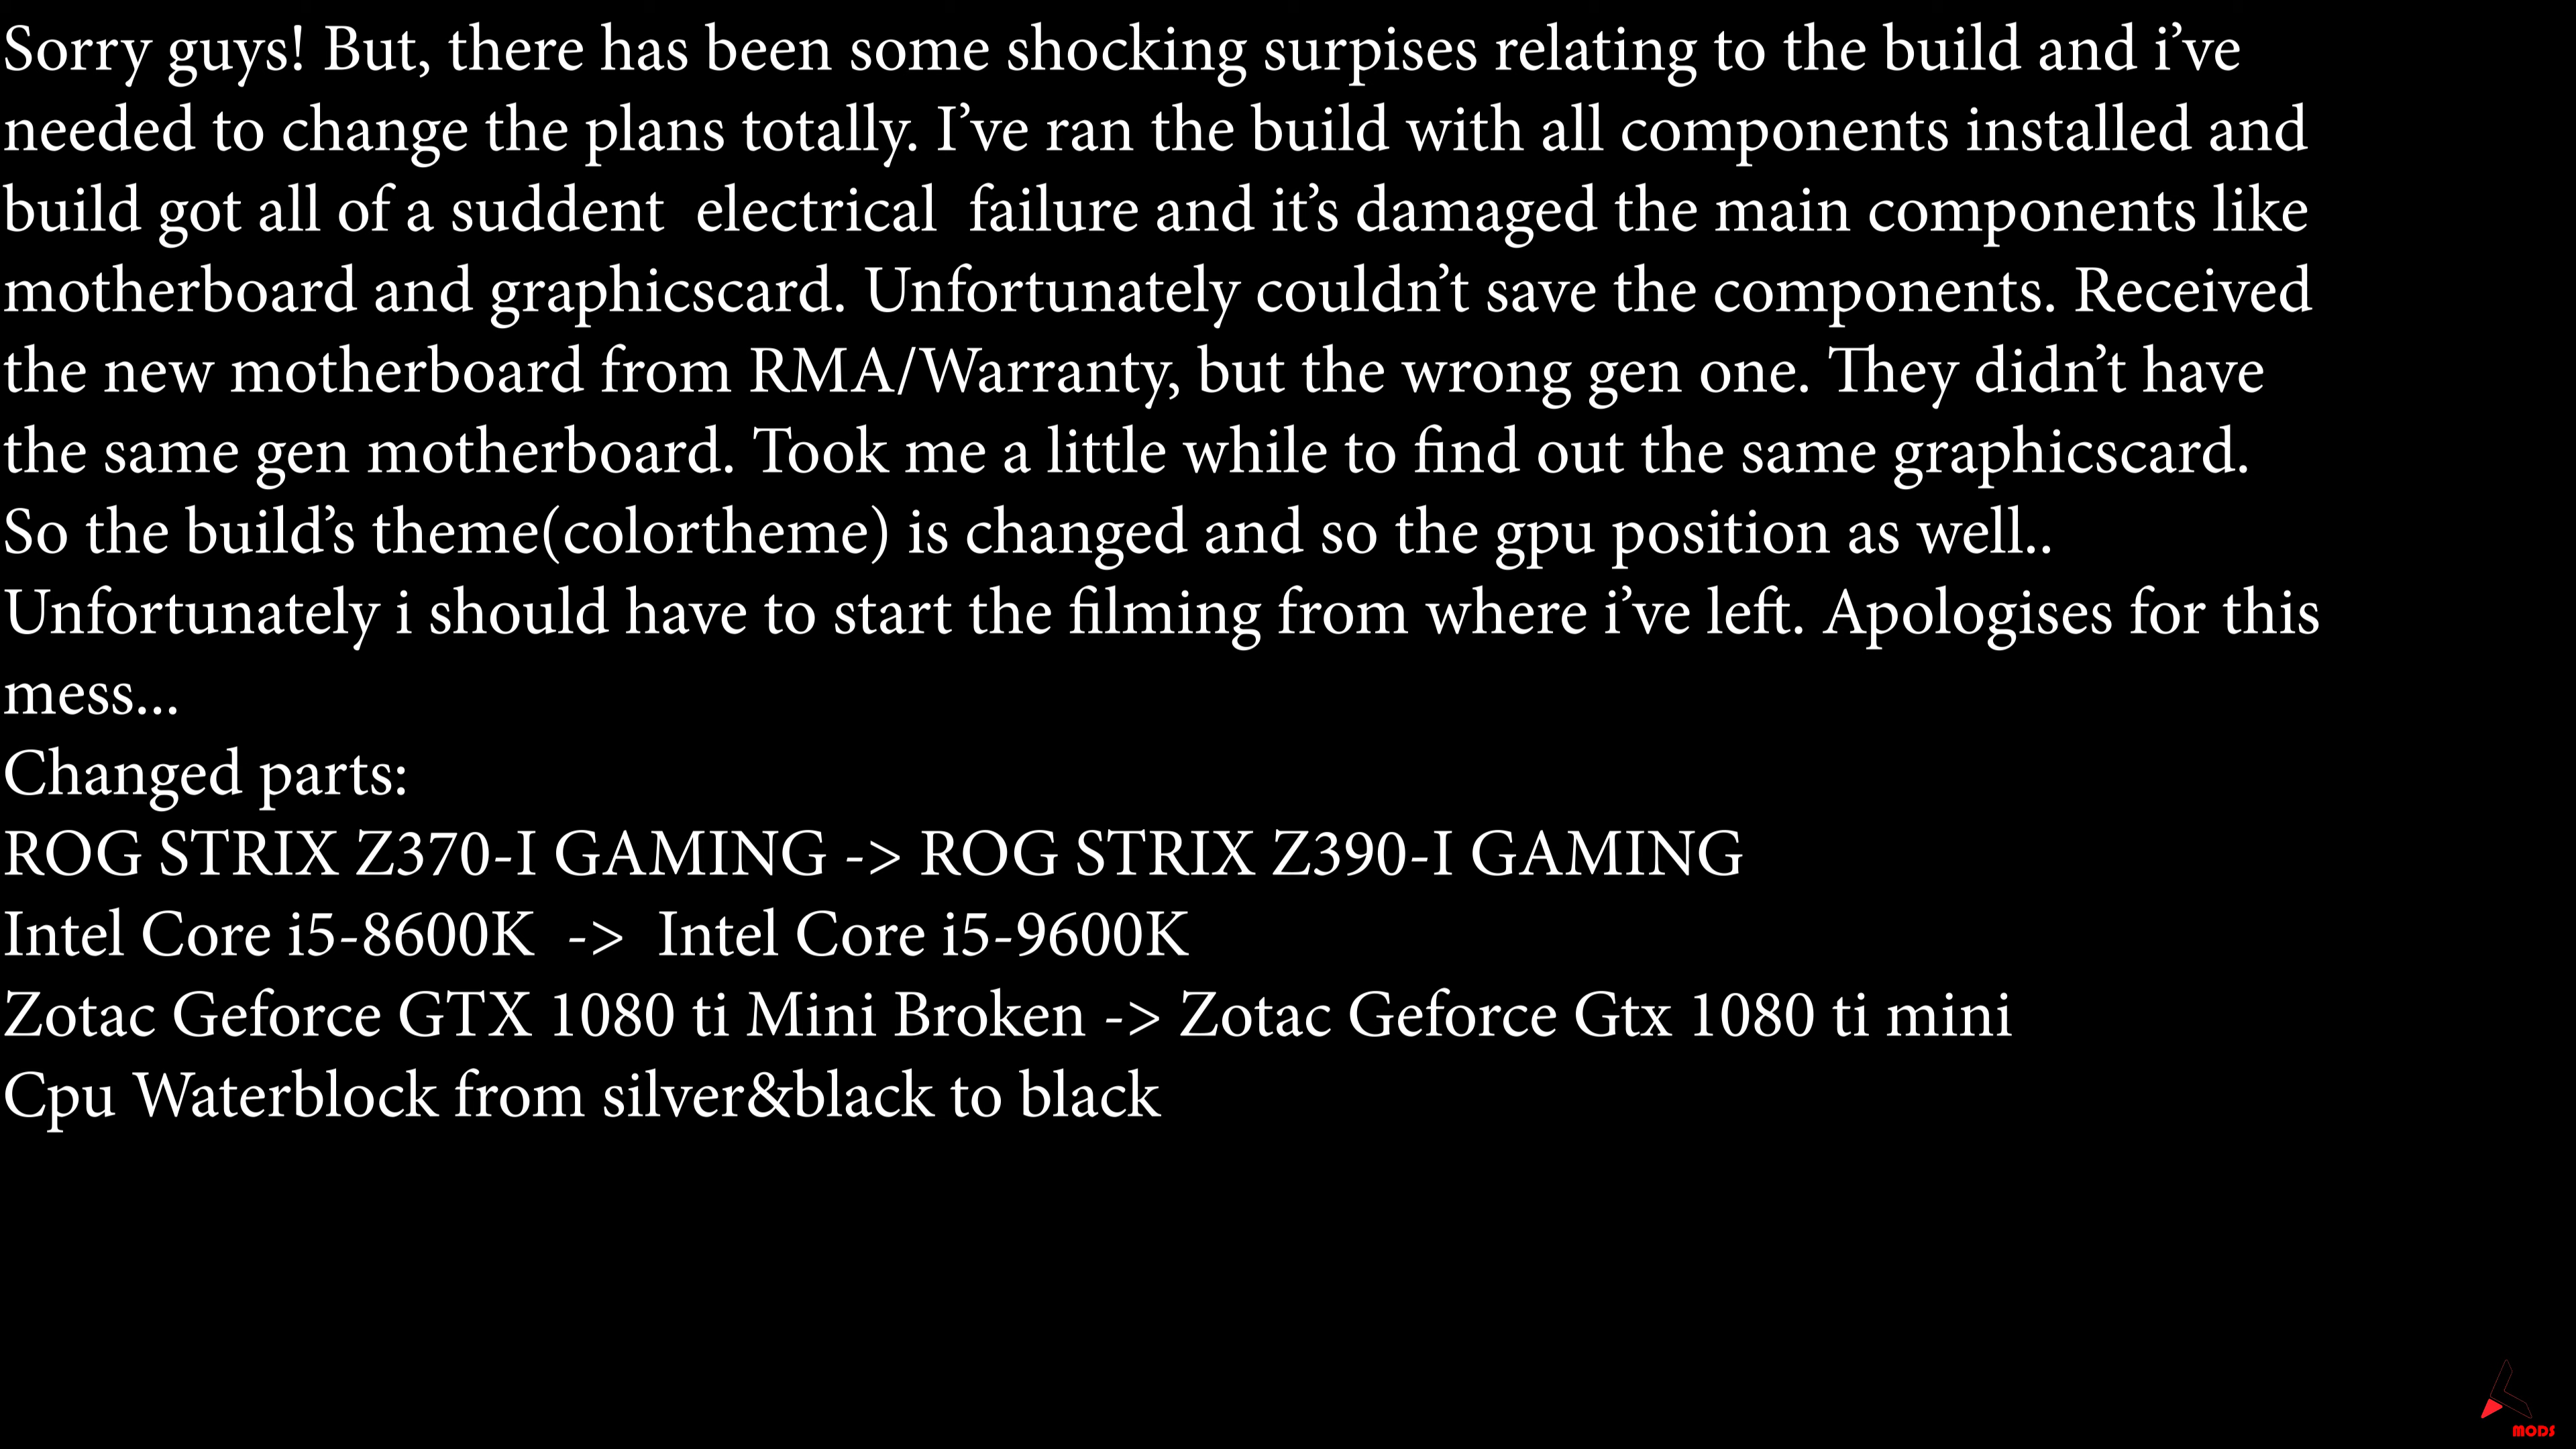 Sorry guys! But, there has been some shocking surpises relating to the build and i’ve
needed to change the plans totally. I’ve ran the build with all components installed and
build got all of a suddent  electrical  failure and it’s damaged the main components like
motherboard and graphicscard. Unfortunately couldn’t save the components. Received
the new motherboard from RMA/Warranty, but the wrong gen one. They didn’t have
the same gen motherboard. Took me a little while to find out the same graphicscard.
So the build’s theme(colortheme) is changed and so the gpu position as well..
Unfortunately i should have to start the filming from where i’ve left. Apologises for this
mess...
Changed parts:
ROG STRIX Z370-I GAMING -> ROG STRIX Z390-I GAMING
Intel Core i5-8600K  ->  Intel Core i5-9600K
Zotac Geforce GTX 1080 ti Mini Broken -> Zotac Geforce Gtx 1080 ti mini
Cpu Waterblock from silver&black to black
MODS